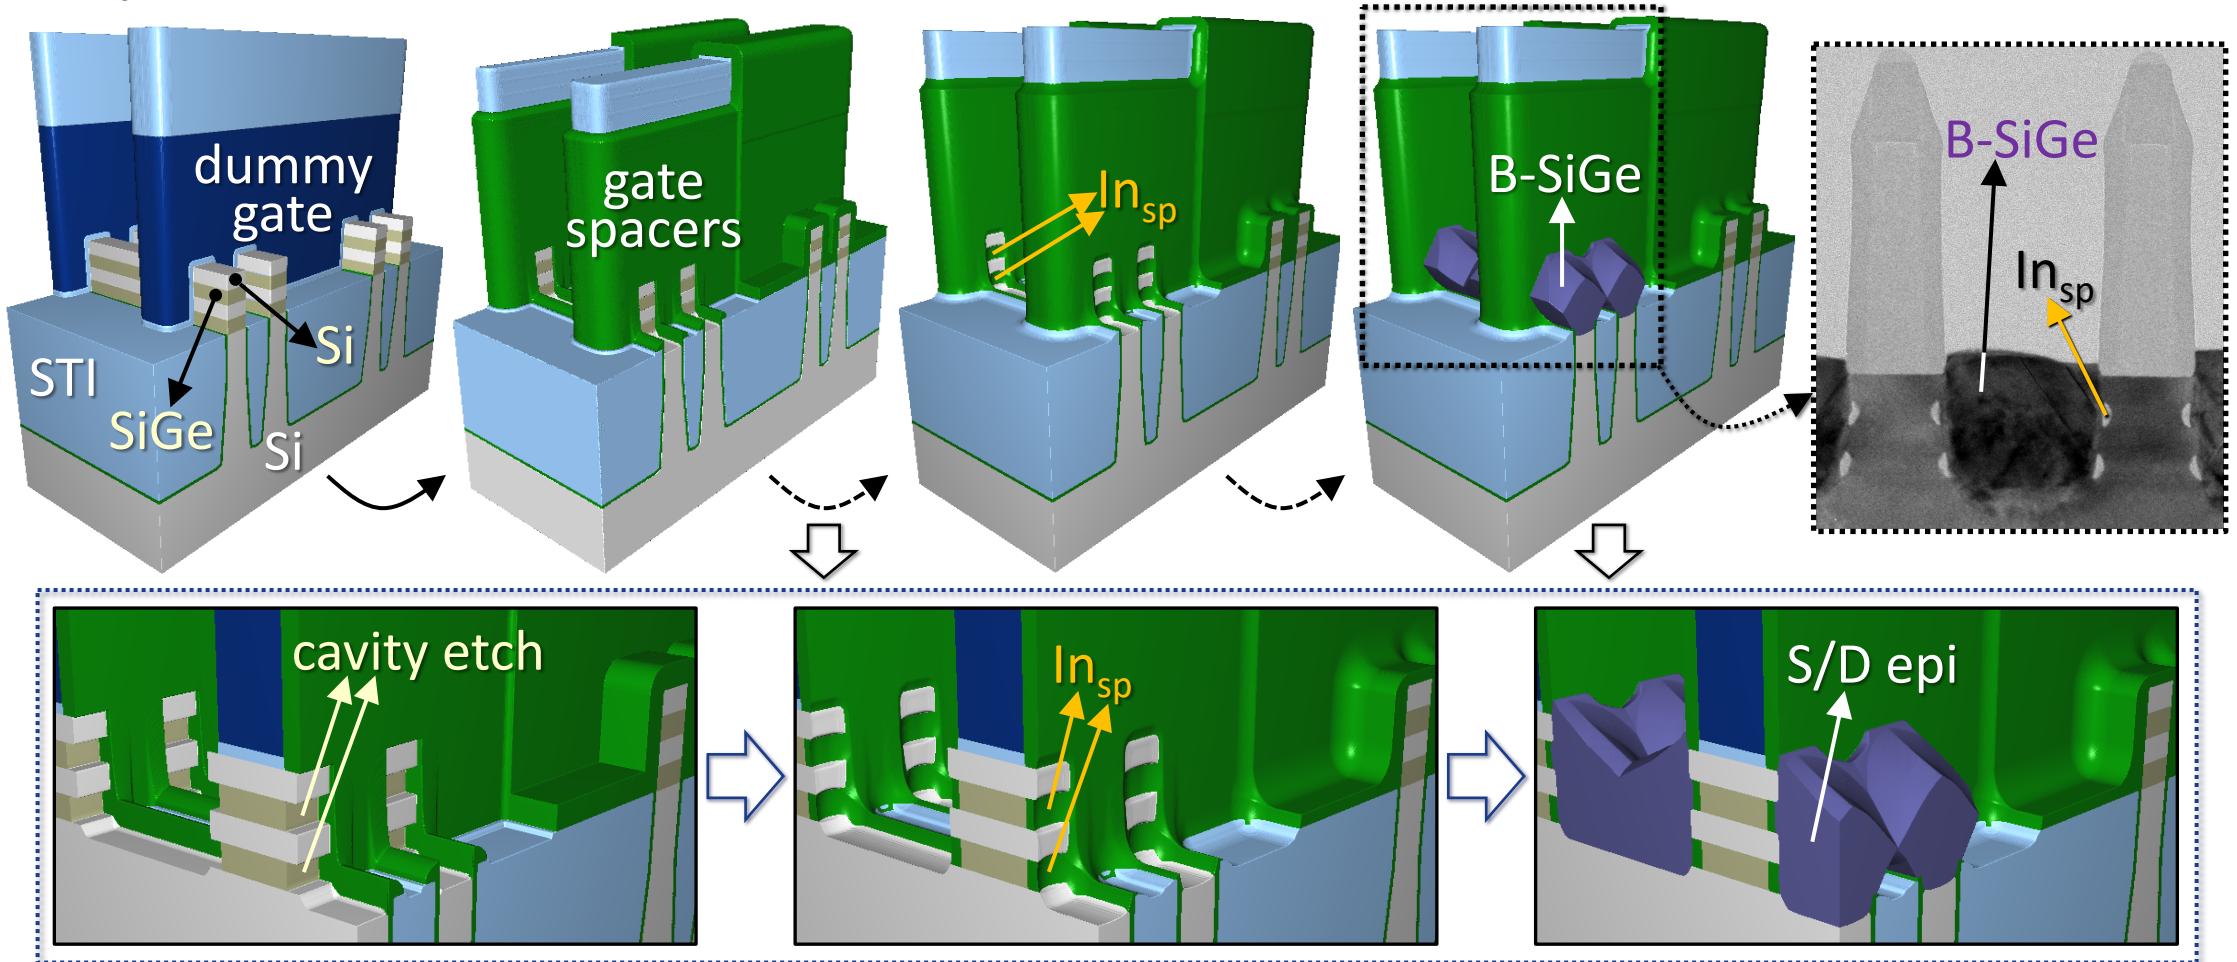 dummy
gate
STI
Si
SiGe
Si
gate
spacers
In_sp
B-SiGe
B-SiGe
In_sp
cavity etch
In_sp
S/D epi